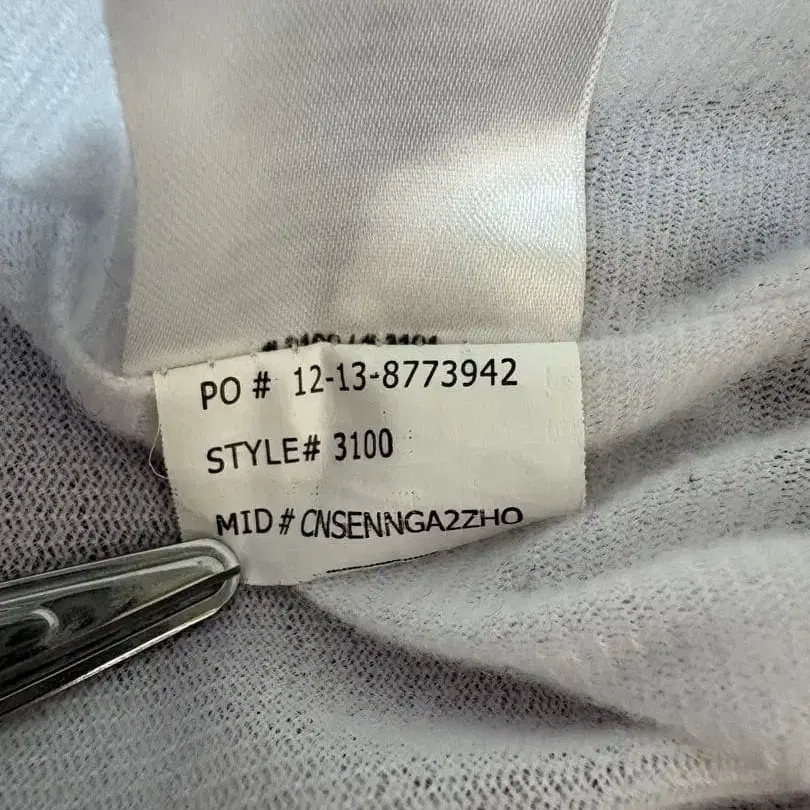 PO # 12-13-8773942
STYLE# 3100
MID # CNSENNGA2ZHO